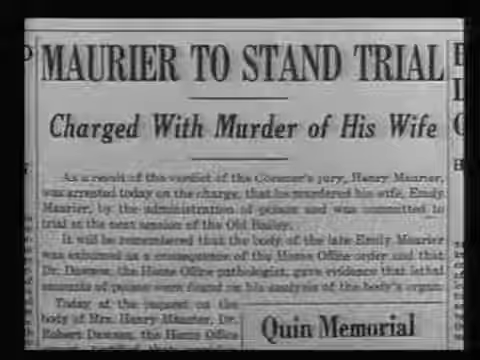 MAURIER TO STAND TRIAL
Charged With Murder of His Wife
As a result of the verdict of the Coroner's jury, Henry Maurier,
was arrested today on the charge, that he murdered his wife, Emily
Maurier, by the administration of poison and was committed to
trial at the next session of the Old Bailey.
It will be remembered that the body of the late Emily Maurier
was exhumed as a consequence of the Home Office order and that
Dr. Dawson, the Home Office pathologist, gave evidence that lethal
amounts of poison were found on his analysis of the body's organ
Today at the request on the
body of Mrs. Henry Maurier, Dr.
Robert Dawson, the Home Office
Quin Memorial